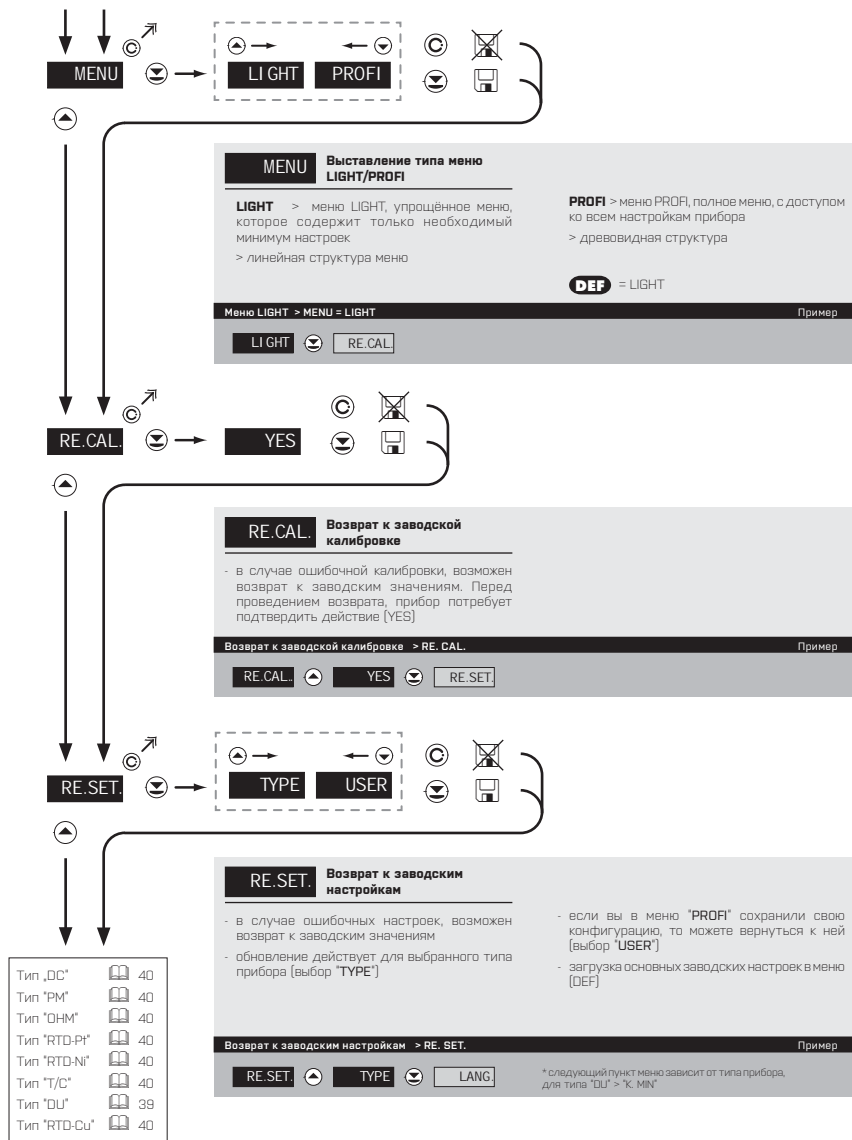 MENU
LIGHT PROFI
MENU
Выставление типа меню
LIGHT/PROFI
LIGHT > меню LIGHT, упрощённое меню,
которое содержит только необходимый
минимум настроек
> линейная структура меню
PROFI > меню PROFI, полное меню, с доступом
ко всем настройкам прибора
> древовидная структура
DEF = LIGHT
Меню LIGHT > MENU = LIGHT Пример
LIGHT RE.CAL.
RE.CAL. YES
RE.CAL.
Возврат к заводской
калибровке
- в случае ошибочной калибровки, возможен
возврат к заводским значениям. Перед
проведением возврата, прибор потребует
подтвердить действие (YES)
Возврат к заводской калибровке > RE. CAL. Пример
RE.CAL.. YES RE.SET.
RE.SET. TYPE USER
RE.SET.
Возврат к заводским
настройкам
- в случае ошибочных настроек, возможен
возврат к заводским значениям
- обновление действует для выбранного типа
прибора (выбор "TYPE")
- если вы в меню "PROFI" сохранили свою
конфигурацию, то можете вернуться к ней
(выбор "USER")
- загрузка основных заводских настроек в меню
(DEF)
Возврат к заводским настройкам > RE. SET. Пример
RE.SET. TYPE LANG.
* следующий пункт меню зависит от типа прибора,
для типа "DU" > "K. MIN"
Тип „DC" 40
Тип "PM" 40
Тип "OHM" 40
Тип "RTD-Pt" 40
Тип "RTD-Ni" 40
Тип "T/C" 40
Тип "DU" 39
Тип "RTD-Cu" 40